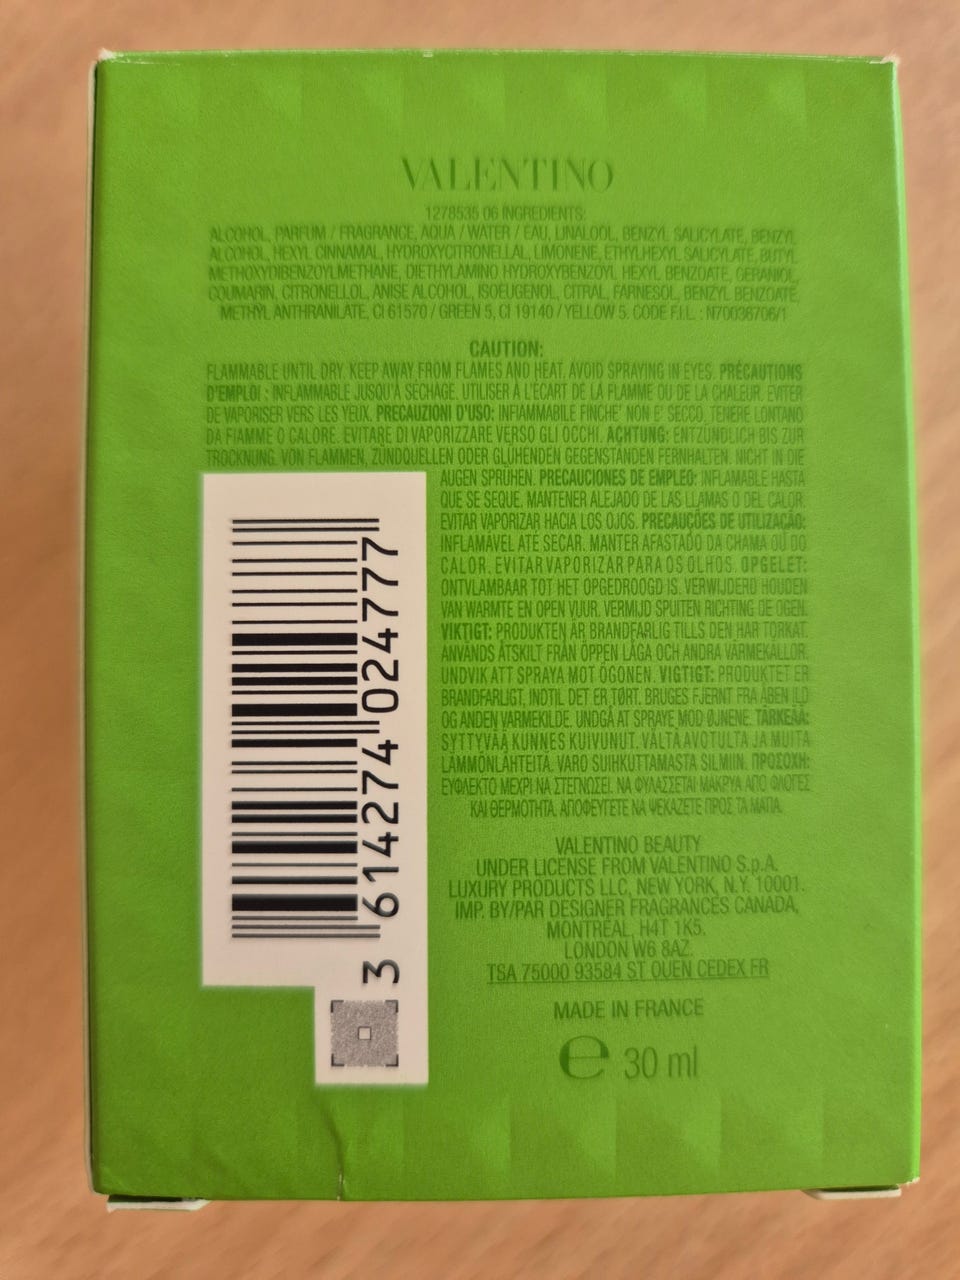 VALENTINO
1278535 06 INGREDIENTS:
ALCOHOL, PARFUM / FRAGRANCE, AQUA / WATER / EAU, LINALOOL, BENZYL SALICYLATE, BENZYL
ALCOHOL, HEXYL CINNAMAL, HYDROXYCITRONELLAL, LIMONENE, ETHYLHEXYL SALICYLATE, BUTYL
METHOXYDIBENZOYLMETHANE, DIETHYLAMINO HYDROXYBENZOYL HEXYL BENZOATE, GERANIOL,
COUMARIN, CITRONELLOL, ANISE ALCOHOL, ISOEUGENOL, CITRAL, FARNESOL, BENZYL BENZOATE,
METHYL ANTHRANILATE, CI 61570 / GREEN 5, CI 19140 / YELLOW 5. CODE F.I.L. : N70036706/1
CAUTION:
FLAMMABLE UNTIL DRY. KEEP AWAY FROM FLAMES AND HEAT. AVOID SPRAYING IN EYES. PRÉCAUTIONS
D'EMPLOI : INFLAMMABLE JUSQU'À SECHAGE. UTILISER A L'ECART DE LA FLAMME OU DE LA CHALEUR. EVITER
DE VAPORISER VERS LES YEUX. PRECAUZIONI D'USO: INFIAMMABILE FINCHE' NON E' SECCO, TENERE LONTANO
DA FIAMME O CALORE. EVITARE DI VAPORIZZARE VERSO GLI OCCHI. ACHTUNG: ENTZÜNDLICH BIS ZUR
TROCKNUNG. VON FLAMMEN, ZÜNDQUELLEN ODER GLÜHENDEN GEGENSTÄNDEN FERNHALTEN. NICHT IN DIE
AUGEN SPRÜHEN. PRECAUCIONES DE EMPLEO: INFLAMABLE HASTA
QUE SE SEQUE. MANTENER ALEJADO DE LAS LLAMAS O DEL CALOR.
EVITAR VAPORIZAR HACIA LOS OJOS. PRECAUÇÕES DE UTILIZAÇÃO:
INFLAMÁVEL ATÉ SECAR. MANTER AFASTADO DA CHAMA OU DO
CALOR. EVITAR VAPORIZAR PARA OS OLHOS. OPGELET:
ONTVLAMBAAR TOT HET OPGEDROOGD IS. VERWIJDERD HOUDEN
VAN WARMTE EN OPEN VUUR. VERMIJD SPUITEN RICHTING DE OGEN.
VIKTIGT: PRODUKTEN ÄR BRANDFARLIG TILLS DEN HAR TORKAT.
ANVÄNDS ÅTSKILT FRÅN ÖPPEN LÅGA OCH ANDRA VÄRMEKÄLLOR.
UNDVIK ATT SPRAYA MOT ÖGONEN. VIGTIGT: PRODUKTET ER
BRANDFARLIGT, INDTIL DET ER TØRT. BRUGES FJERNT FRA ÅBEN ILD
OG ANDEN VARMEKILDE. UNDGÅ AT SPRAYE MOD ØJNENE. TÄRKEÄÄ:
SYTTYVÄÄ KUNNES KUIVUNUT. VÄLTÄ AVOTULTA JA MUITA
LÄMMÖNLÄHTEITÄ. VARO SUIHKUTTAMASTA SILMIIN. ΠΡΟΣΟΧΗ:
ΕΥΦΛΕΚΤΟ ΜΕΧΡΙ ΝΑ ΣΤΕΓΝΩΣΕΙ. ΝΑ ΦΥΛΑΣΣΕΤΑΙ ΜΑΚΡΥΑ ΑΠΟ ΦΛΟΓΕΣ
ΚΑΙ ΘΕΡΜΟΤΗΤΑ. ΑΠΟΦΕΥΓΕΤΕ ΝΑ ΨΕΚΑΖΕΤΕ ΠΡΟΣ ΤΑ ΜΑΤΙΑ.
VALENTINO BEAUTY
UNDER LICENSE FROM VALENTINO S.p.A.
LUXURY PRODUCTS LLC, NEW YORK, N.Y. 10001.
IMP. BY/PAR DESIGNER FRAGRANCES CANADA,
MONTRÉAL, H4T 1K5.
LONDON W6 8AZ.
TSA 75000 93584 ST OUEN CEDEX FR
MADE IN FRANCE
℮ 30 ml
3 614274 024777